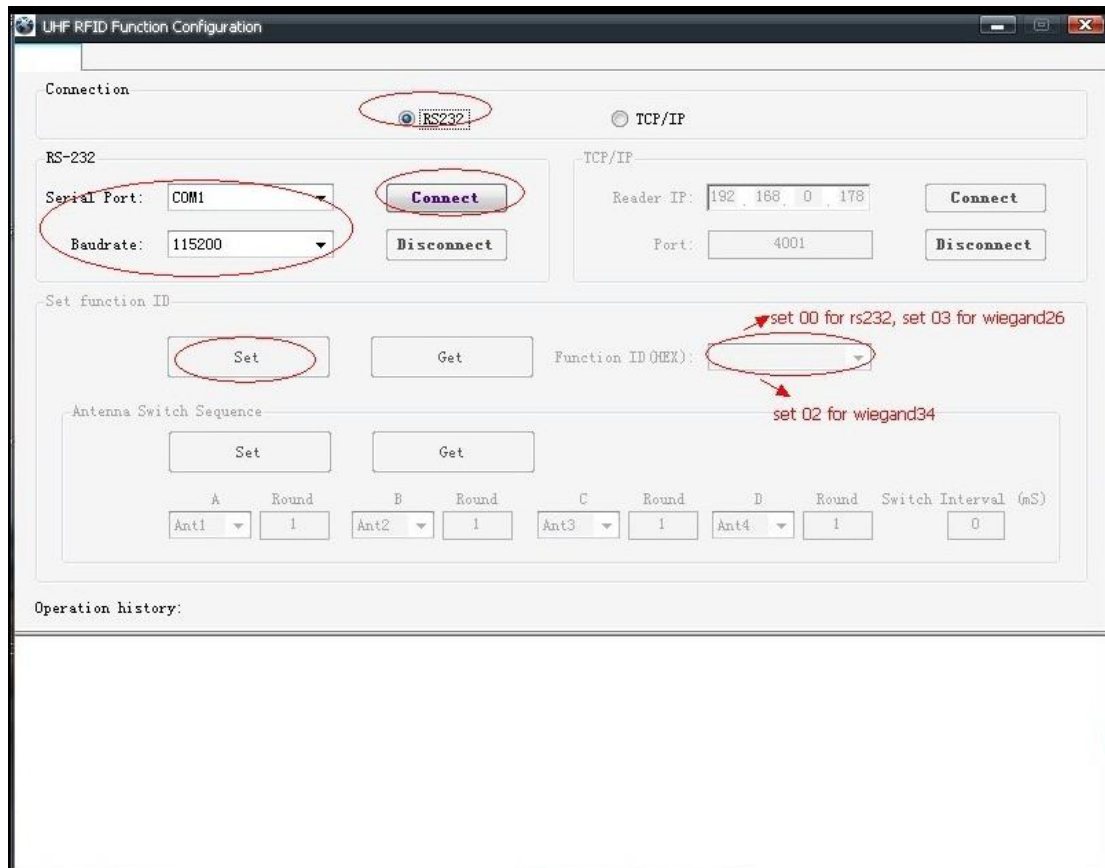 UHF RFID Function Configuration
Connection
RS232 TCP/IP
RS-232 TCP/IP
Serial Port: COM1 Connect Reader IP: 192 . 168 . 0 . 178 Connect
Baudrate: 115200 Disconnect Port: 4001 Disconnect
Set function ID
set 00 for rs232, set 03 for wiegand26
Set Get Function ID(HEX):
set 02 for wiegand34
Antenna Switch Sequence
Set Get
A Round B Round C Round D Round Switch Interval (mS)
Ant1 1 Ant2 1 Ant3 1 Ant4 1 0
Operation history: